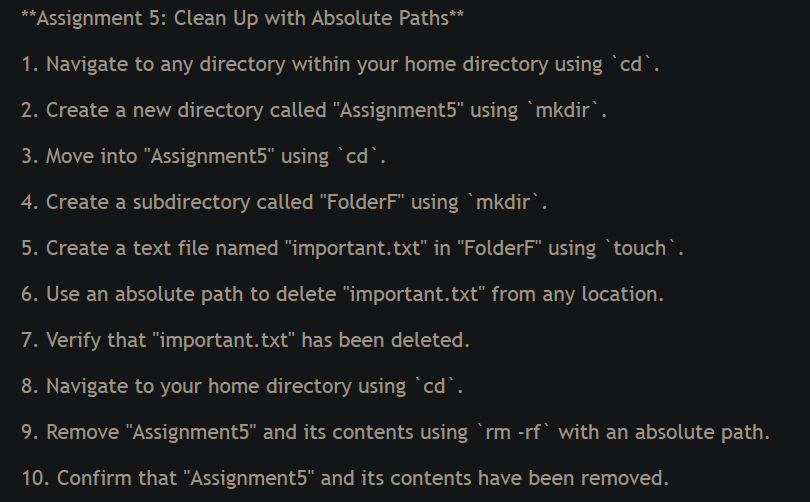 **Assignment 5: Clean Up with Absolute Paths**
1. Navigate to any directory within your home directory using `cd`.
2. Create a new directory called "Assignment5" using `mkdir`.
3. Move into "Assignment5" using `cd`.
4. Create a subdirectory called "FolderF" using `mkdir`.
5. Create a text file named "important.txt" in "FolderF" using `touch`.
6. Use an absolute path to delete "important.txt" from any location.
7. Verify that "important.txt" has been deleted.
8. Navigate to your home directory using `cd`.
9. Remove "Assignment5" and its contents using `rm -rf` with an absolute path.
10. Confirm that "Assignment5" and its contents have been removed.